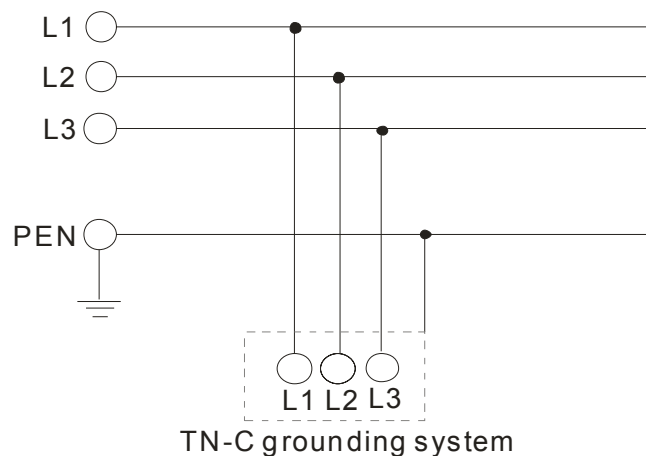 L1
L2
L3
PEN
L1 L2 L3
TN-C grounding system